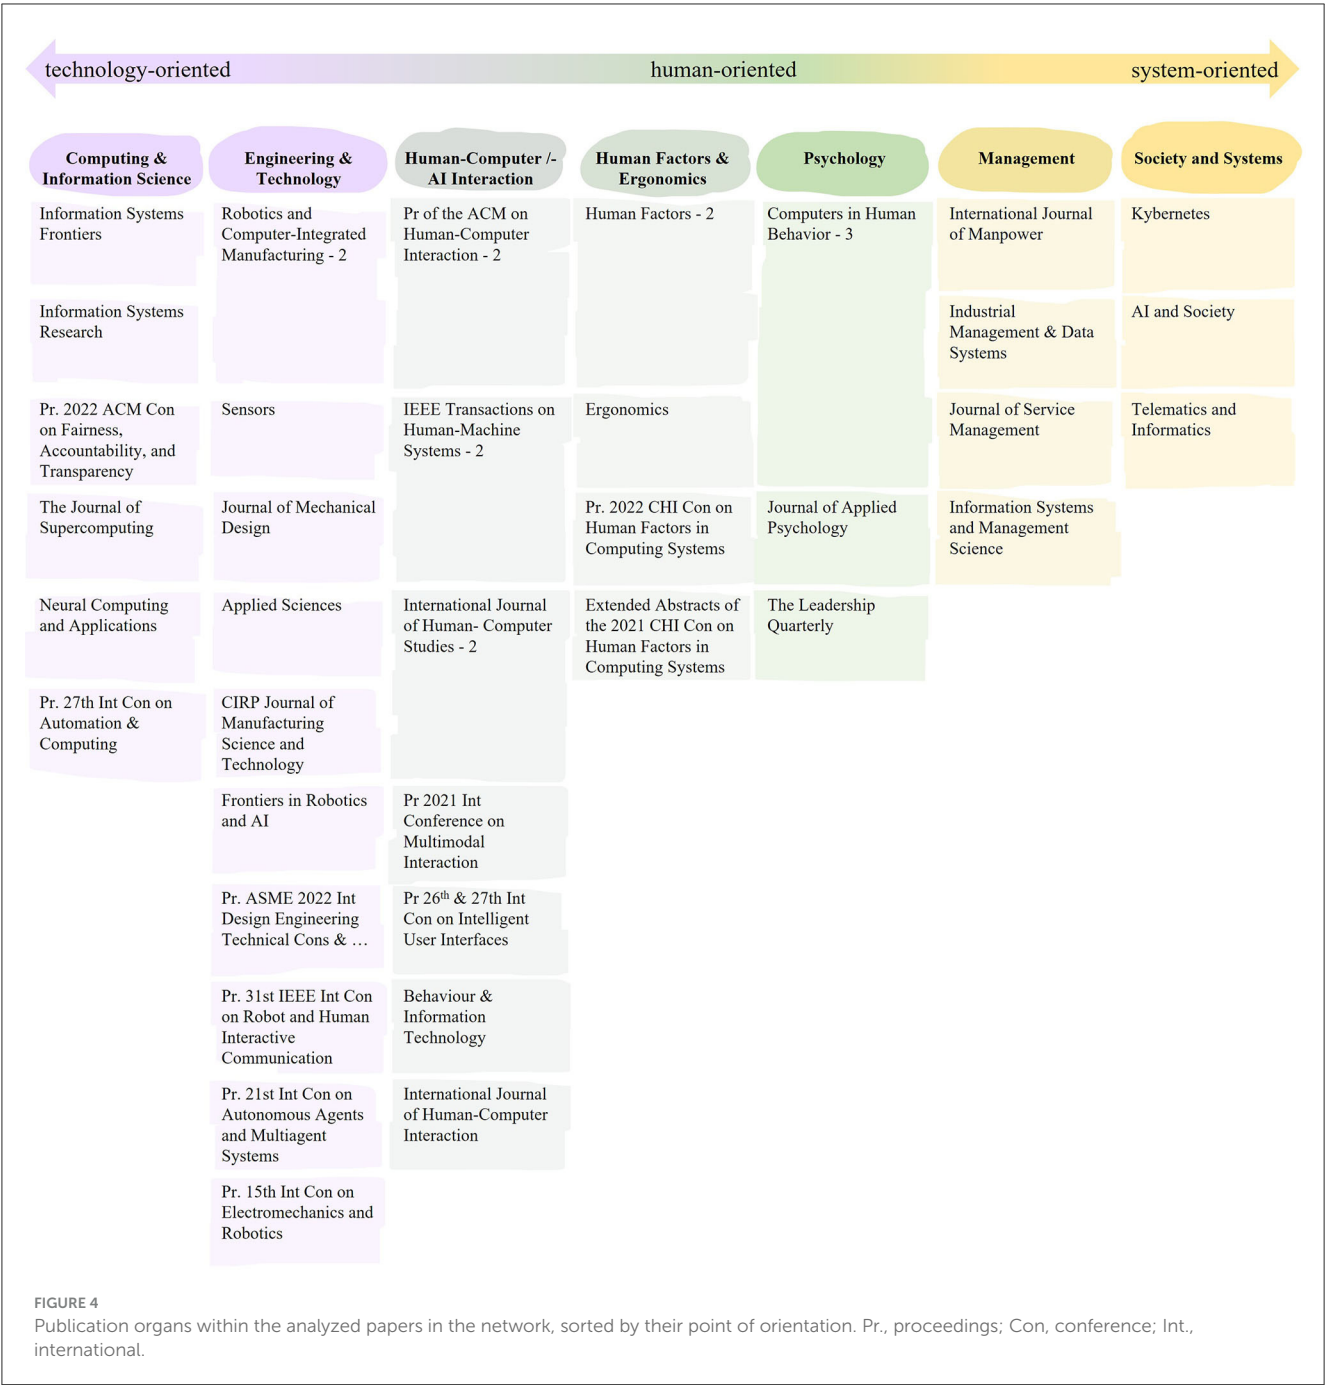 technology-oriented
human-oriented
system-oriented
Computing &
Information Science
Information Systems
Frontiers
Information Systems
Research
Pr. 2022 ACM Con
on Fairness,
Accountability, and
Transparency
The Journal of
Supercomputing
Neural Computing
and Applications
Pr. 27th Int Con on
Automation &
Computing
Engineering &
Technology
Robotics and
Computer-Integrated
Manufacturing - 2
Sensors
Journal of Mechanical
Design
Applied Sciences
CIRP Journal of
Manufacturing
Science and
Technology
Frontiers in Robotics
and AI
Pr. ASME 2022 Int
Design Engineering
Technical Cons & …
Pr. 31st IEEE Int Con
on Robot and Human
Interactive
Communication
Pr. 21st Int Con on
Autonomous Agents
and Multiagent
Systems
Pr. 15th Int Con on
Electromechanics and
Robotics
Human-Computer /-
AI Interaction
Pr of the ACM on
Human-Computer
Interaction - 2
IEEE Transactions on
Human-Machine
Systems - 2
International Journal
of Human- Computer
Studies - 2
Pr 2021 Int
Conference on
Multimodal
Interaction
Pr 26th & 27th Int
Con on Intelligent
User Interfaces
Behaviour &
Information
Technology
International Journal
of Human-Computer
Interaction
Human Factors &
Ergonomics
Human Factors - 2
Ergonomics
Pr. 2022 CHI Con on
Human Factors in
Computing Systems
Extended Abstracts of
the 2021 CHI Con on
Human Factors in
Computing Systems
Psychology
Computers in Human
Behavior - 3
Journal of Applied
Psychology
The Leadership
Quarterly
Management
International Journal
of Manpower
Industrial
Management & Data
Systems
Journal of Service
Management
Information Systems
and Management
Science
Society and Systems
Kybernetes
AI and Society
Telematics and
Informatics
FIGURE 4
Publication organs within the analyzed papers in the network, sorted by their point of orientation. Pr., proceedings; Con, conference; Int.,
international.